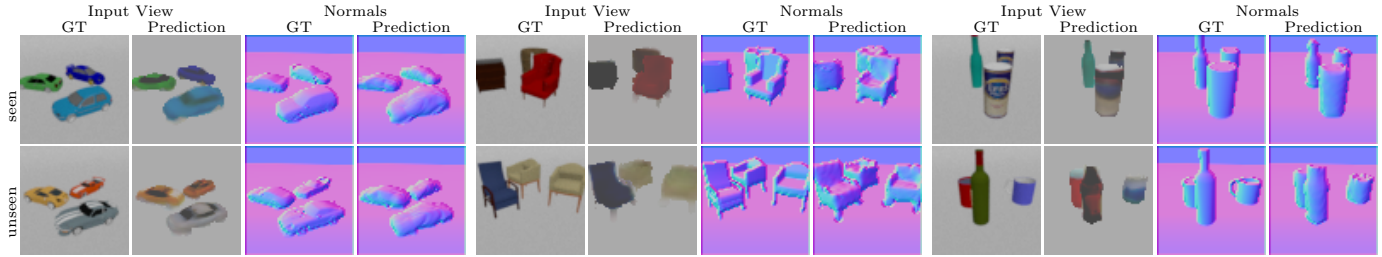 Input View Normals Input View Normals Input View Normals
GT Prediction GT Prediction GT Prediction GT Prediction GT Prediction GT Prediction
seen
unseen